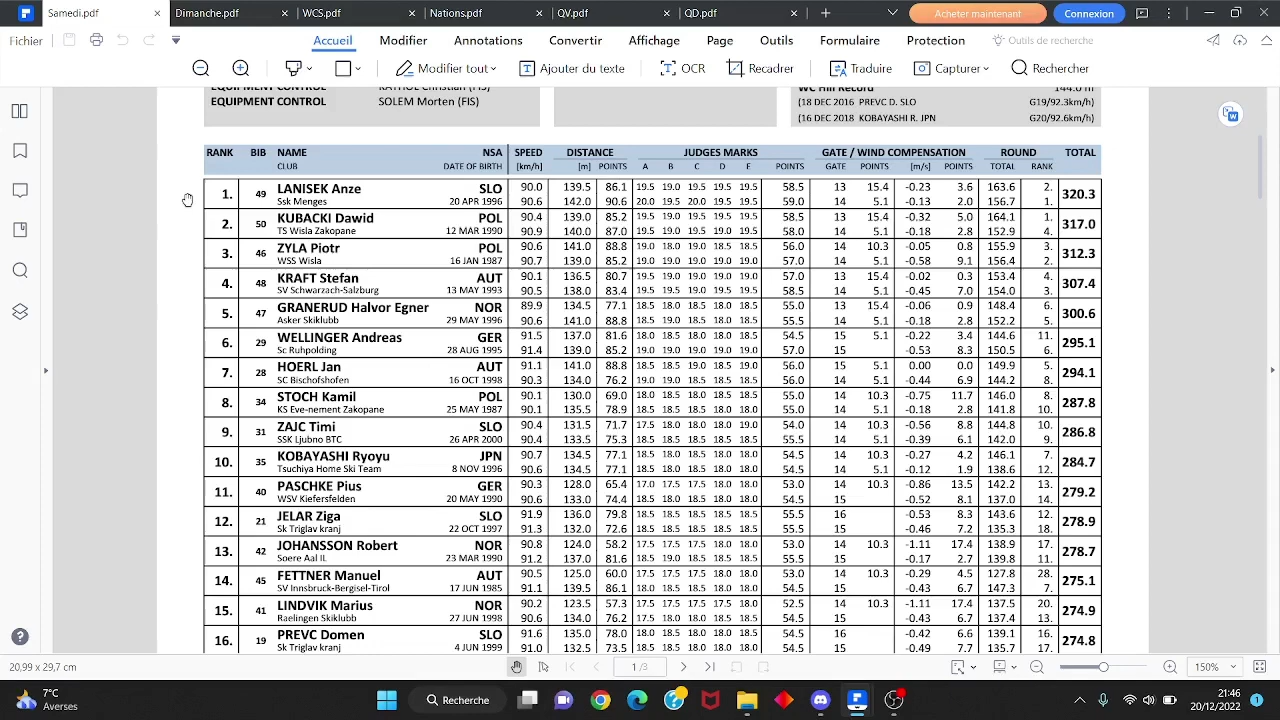 Samedi.pdf × Dimanche.pdf × WCS.pdf × Nations.pdf × QV.pdf × QD.pdf × + Acheter maintenant Connexion
Fichier Accueil Modifier Annotations Convertir Affichage Page Outils Formulaire Protection Outils de recherche
Modifier tout Ajouter du texte OCR Recadrer Traduire Capturer Rechercher
EQUIPMENT CONTROL KATHOL Christian (FIS) WC Hill Record 144.0 m
EQUIPMENT CONTROL SOLEM Morten (FIS) (18 DEC 2016 PREVC D. SLO G19/92.3km/h)
(16 DEC 2018 KOBAYASHI R. JPN G20/92.6km/h)
RANK BIB NAME NSA SPEED DISTANCE JUDGES MARKS GATE / WIND COMPENSATION ROUND TOTAL
CLUB DATE OF BIRTH [km/h] [m] POINTS A B C D E POINTS GATE POINTS [m/s] POINTS TOTAL RANK
1. 49 LANISEK Anze SLO 90.0 139.5 86.1 19.5 19.0 19.5 19.5 19.5 58.5 13 15.4 -0.23 3.6 163.6 2. 320.3
Ssk Menges 20 APR 1996 90.6 142.0 90.6 20.0 19.5 20.0 19.5 19.5 59.0 14 5.1 -0.13 2.0 156.7 1.
2. 50 KUBACKI Dawid POL 90.4 139.0 85.2 19.5 19.0 19.5 19.5 19.5 58.5 13 15.4 -0.32 5.0 164.1 1. 317.0
TS Wisla Zakopane 12 MAR 1990 90.9 140.0 87.0 19.5 19.0 19.5 19.5 19.0 58.0 14 5.1 -0.18 2.8 152.9 4.
3. 46 ZYLA Piotr POL 90.6 141.0 88.8 19.0 18.0 19.0 18.5 18.5 56.0 14 10.3 -0.05 0.8 155.9 3. 312.3
WSS Wisla 16 JAN 1987 90.7 139.0 85.2 19.0 18.5 19.0 19.0 19.0 57.0 14 5.1 -0.58 9.1 156.4 2.
4. 48 KRAFT Stefan AUT 90.1 136.5 80.7 19.5 19.0 19.0 19.0 19.0 57.0 13 15.4 -0.02 0.3 153.4 4. 307.4
SV Schwarzach-Salzburg 13 MAY 1993 90.5 138.0 83.4 19.5 19.5 19.5 19.5 19.0 58.5 14 5.1 -0.45 7.0 154.0 3.
5. 47 GRANERUD Halvor Egner NOR 89.9 134.5 77.1 18.5 18.0 18.5 18.5 18.0 55.0 13 15.4 -0.06 0.9 148.4 6. 300.6
Asker Skiklubb 29 MAY 1996 90.6 141.0 88.8 18.5 18.0 18.5 18.5 18.5 55.5 14 5.1 -0.18 2.8 152.2 5.
6. 29 WELLINGER Andreas GER 91.5 137.0 81.6 18.0 18.5 18.0 18.5 18.0 54.5 15 5.1 -0.22 3.4 144.6 11. 295.1
Sc Ruhpolding 28 AUG 1995 91.4 139.0 85.2 19.0 19.0 19.0 19.0 19.0 57.0 15 -0.53 8.3 150.5 6.
7. 28 HOERL Jan AUT 91.1 141.0 88.8 18.5 18.5 19.0 18.5 19.0 56.0 15 5.1 0.00 0.0 149.9 5. 294.1
SC Bischofshofen 16 OCT 1998 90.3 134.0 76.2 19.0 19.0 18.5 18.5 18.5 56.0 14 5.1 -0.44 6.9 144.2 8.
8. 34 STOCH Kamil POL 90.1 130.0 69.0 18.0 18.5 18.5 18.5 18.0 55.0 14 10.3 -0.75 11.7 146.0 8. 287.8
KS Eve-nement Zakopane 25 MAY 1987 90.1 135.5 78.9 18.5 18.5 18.5 18.0 18.0 55.0 14 5.1 -0.18 2.8 141.8 10.
9. 31 ZAJC Timi SLO 90.4 131.5 71.7 17.5 18.0 18.0 18.0 19.0 54.0 14 10.3 -0.56 8.8 144.8 10. 286.8
SSK Ljubno BTC 26 APR 2000 90.4 133.5 75.3 18.5 18.5 18.5 18.5 18.5 55.5 14 5.1 -0.39 6.1 142.0 9.
10. 35 KOBAYASHI Ryoyu JPN 90.7 134.5 77.1 18.5 18.0 18.0 18.0 18.5 54.5 14 10.3 -0.27 4.2 146.1 7. 284.7
Tsuchiya Home Ski Team 8 NOV 1996 90.6 134.5 77.1 18.5 18.0 18.0 18.0 18.5 54.5 14 5.1 -0.12 1.9 138.6 12.
11. 40 PASCHKE Pius GER 90.3 128.0 65.4 17.0 17.5 17.5 18.0 18.0 53.0 14 10.3 -0.86 13.5 142.2 13. 279.2
WSV Kiefersfelden 20 MAY 1990 90.6 133.0 74.4 18.5 18.0 18.0 18.0 18.5 54.5 15 -0.52 8.1 137.0 14.
12. 21 JELAR Ziga SLO 91.9 136.0 79.8 18.5 18.5 18.5 18.5 18.5 55.5 16 -0.53 8.3 143.6 12. 278.9
Sk Triglav kranj 22 OCT 1997 91.3 132.0 72.6 18.5 18.5 18.5 18.5 18.5 55.5 15 -0.46 7.2 135.3 18.
13. 42 JOHANSSON Robert NOR 90.8 124.0 58.2 17.5 17.5 17.5 18.0 18.0 53.0 14 10.3 -1.11 17.4 138.9 17. 278.7
Soere Aal IL 23 MAR 1990 91.2 137.0 81.6 18.5 19.0 18.5 18.0 18.5 55.5 15 -0.17 2.7 139.8 11.
14. 45 FETTNER Manuel AUT 90.5 125.0 60.0 17.5 17.5 17.5 18.0 18.0 53.0 14 10.3 -0.29 4.5 127.8 28. 275.1
SV Innsbruck-Bergisel-Tirol 17 JUN 1985 91.1 139.5 86.1 18.0 18.5 18.0 18.0 18.5 54.5 15 -0.43 6.7 147.3 7.
15. 41 LINDVIK Marius NOR 90.2 123.5 57.3 17.5 17.5 17.5 17.5 18.0 52.5 14 10.3 -1.11 17.4 137.5 20. 274.9
Raelingen Skiklubb 27 JUN 1998 90.6 134.0 76.2 18.5 18.5 18.0 18.0 18.0 54.5 15 -0.43 6.7 137.4 13.
16. 19 PREVC Domen SLO 91.6 135.0 78.0 18.0 18.5 18.5 18.0 18.0 54.5 16 -0.42 6.6 139.1 16. 274.8
Sk Triglav kranj 4 JUN 1999 91.0 132.5 73.5 18.5 18.5 18.0 18.0 18.0 54.5 15 -0.49 7.7 135.7 17.
20,99 x 29,7 cm 1 /3 150%
7°C Averses Recherche 21:46 20/12/2022